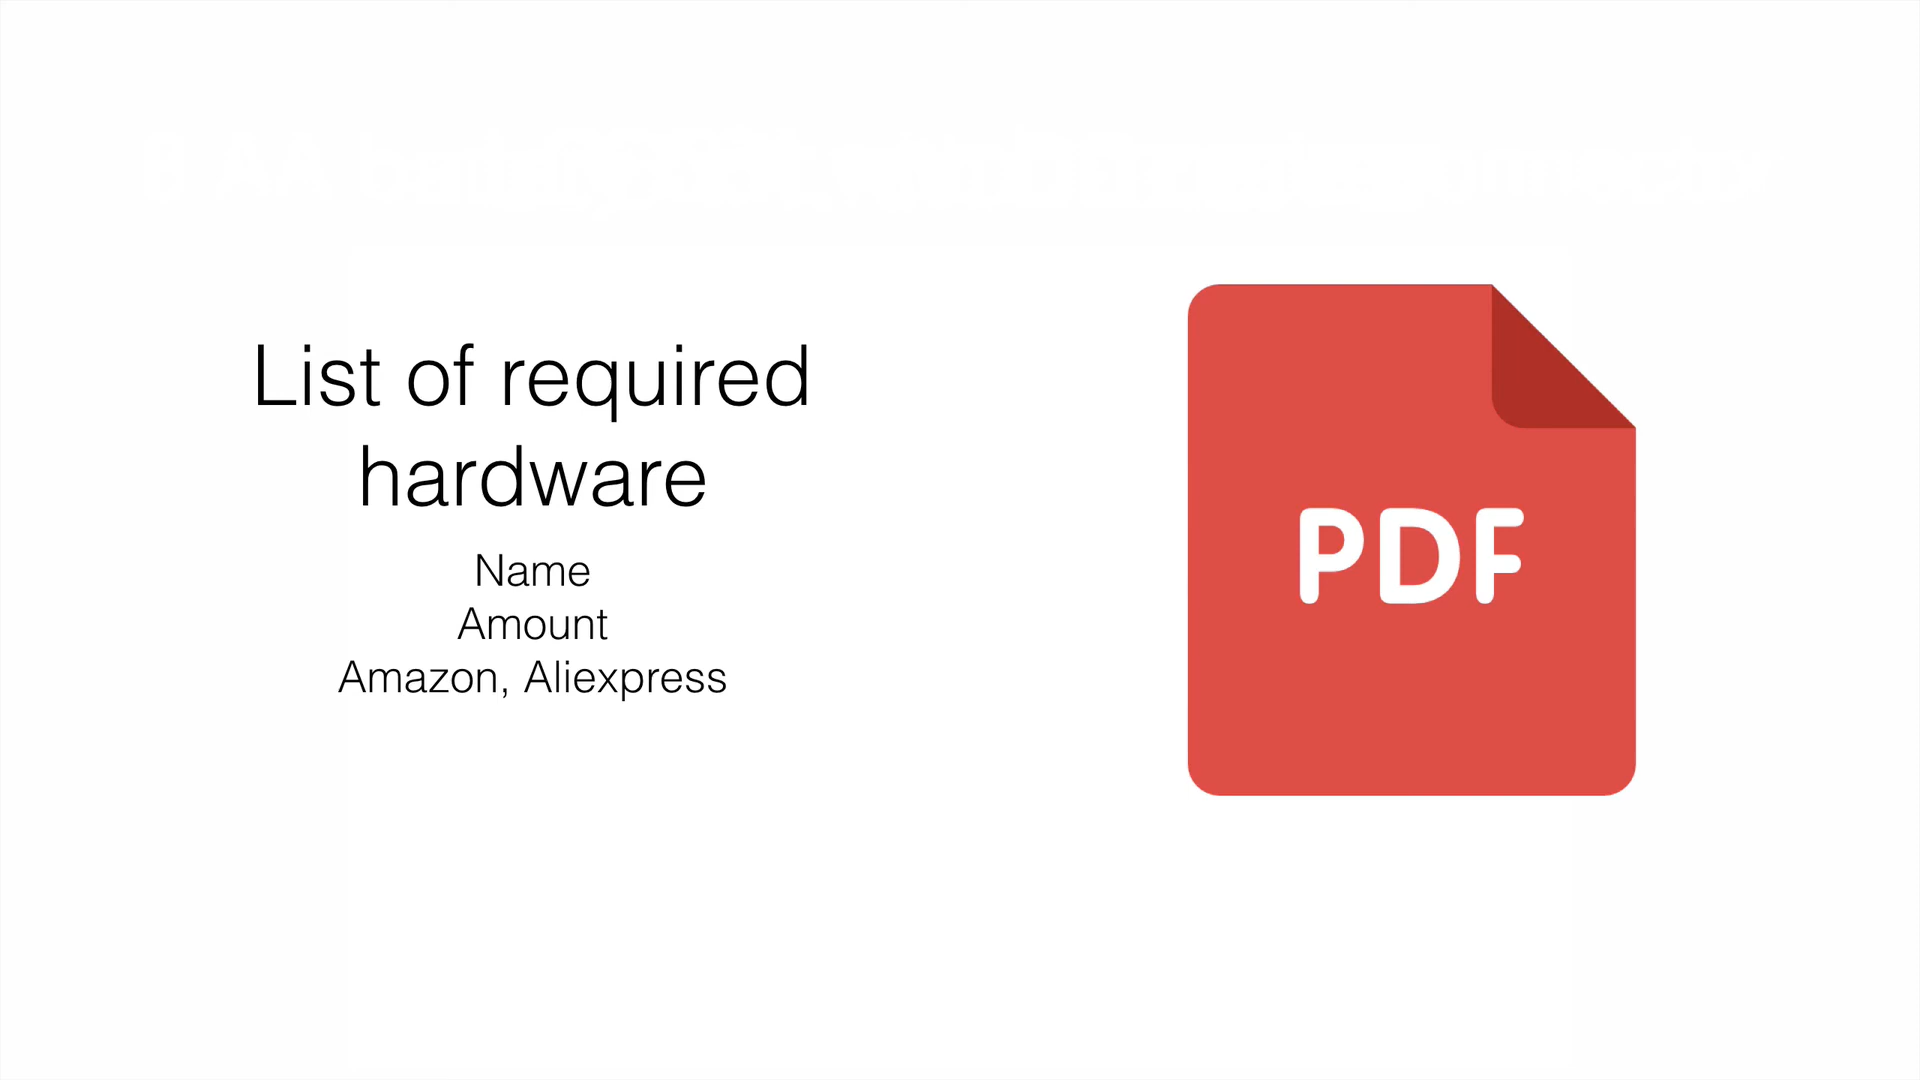 List of required
hardware
Name
Amount
Amazon, Aliexpress
PDF